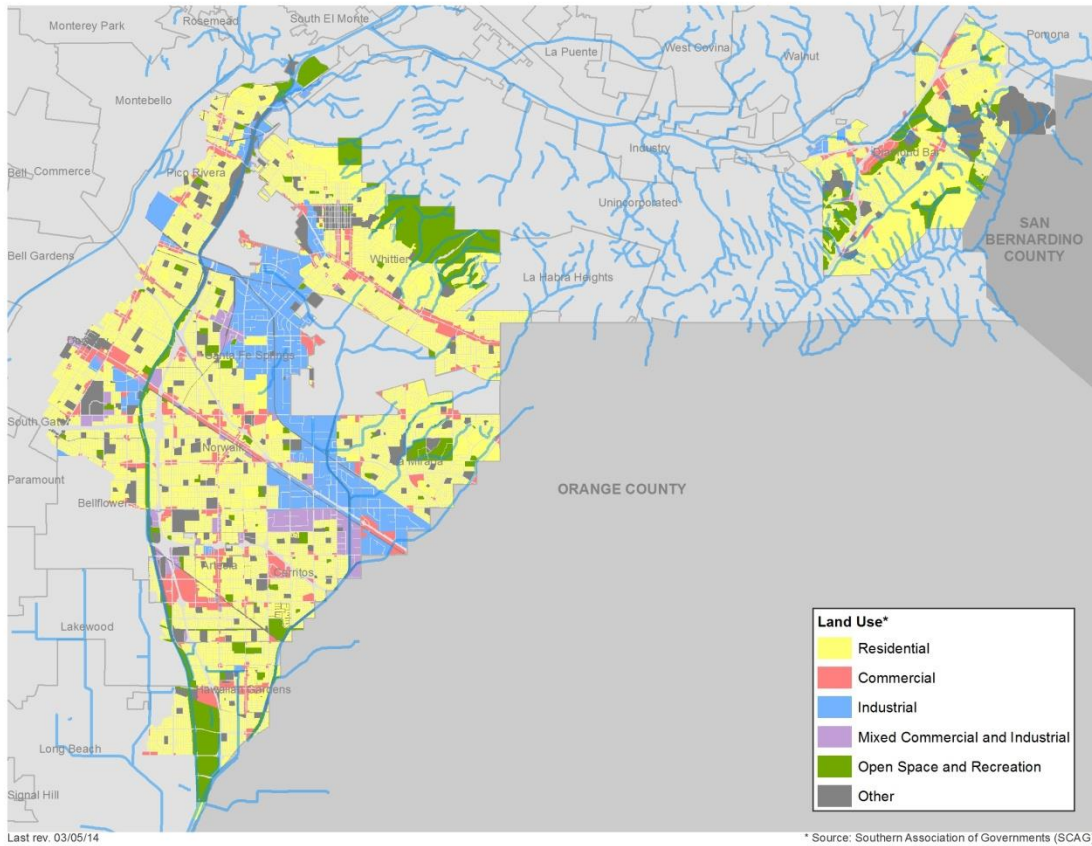 Monterey Park
Rosemead
South El Monte
La Puente
West Covina
Walnut
Pomona
Montebello
Industry
Diamond Bar
Bell
Commerce
Pico Rivera
Unincorporated
SAN
BERNARDINO
COUNTY
Bell Gardens
Whittier
La Habra Heights
Downey
Santa Fe Springs
South Gate
Norwalk
La Mirada
Paramount
ORANGE COUNTY
Bellflower
Artesia
Cerritos
Lakewood
Hawaiian Gardens
Long Beach
Signal Hill
Land Use*
Residential
Commercial
Industrial
Mixed Commercial and Industrial
Open Space and Recreation
Other
Last rev. 03/05/14
* Source: Southern Association of Governments (SCAG